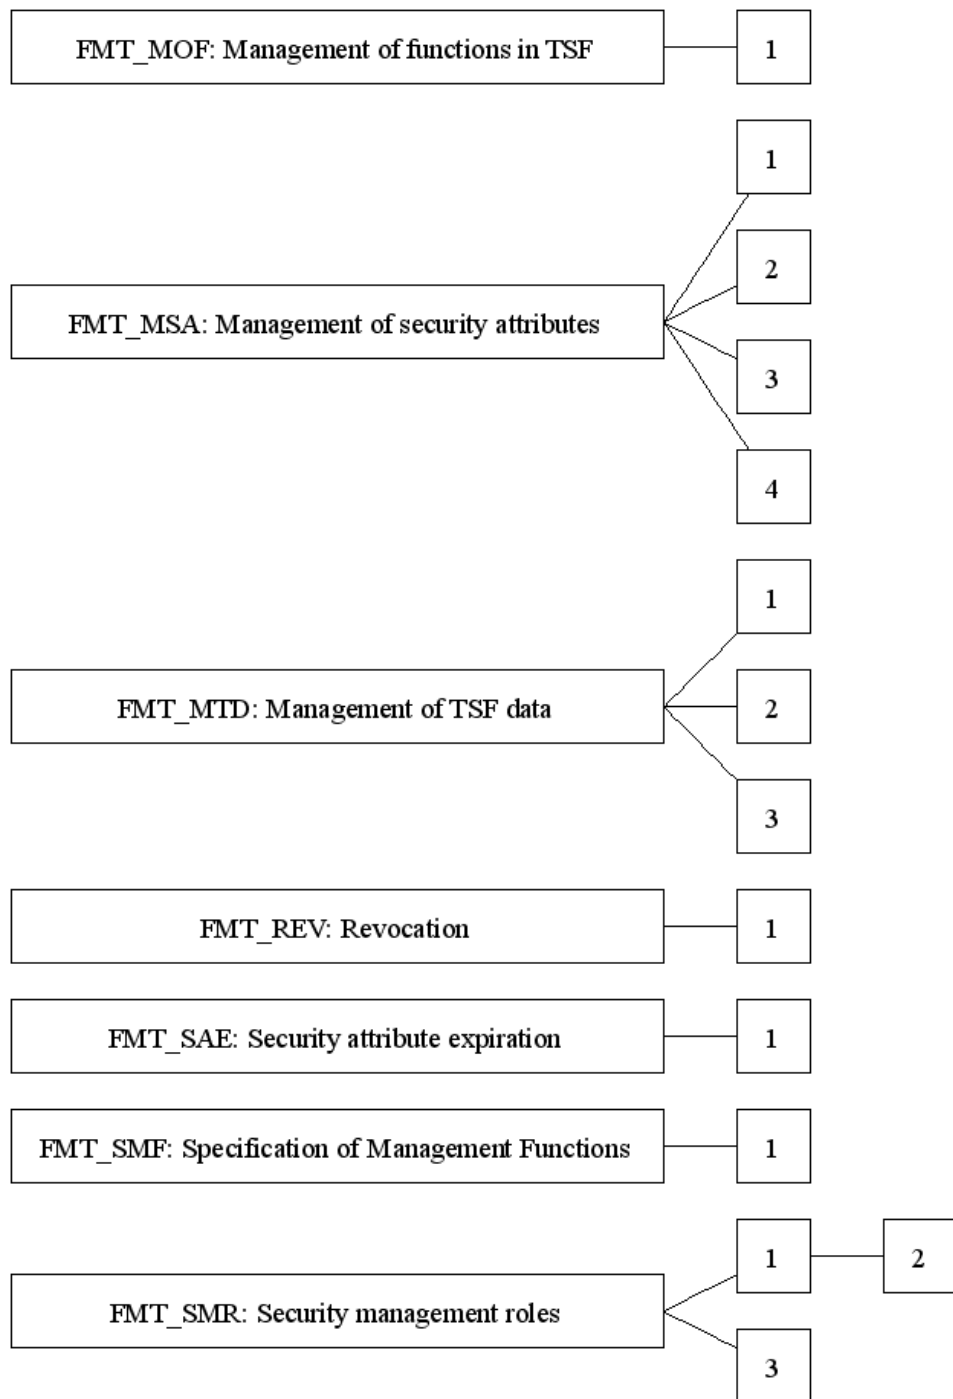 FMT_MOF: Management of functions in TSF 1
1
2
FMT_MSA: Management of security attributes
3
4
1
FMT_MTD: Management of TSF data 2
3
FMT_REV: Revocation 1
FMT_SAE: Security attribute expiration 1
FMT_SMF: Specification of Management Functions 1
1 2
FMT_SMR: Security management roles
3